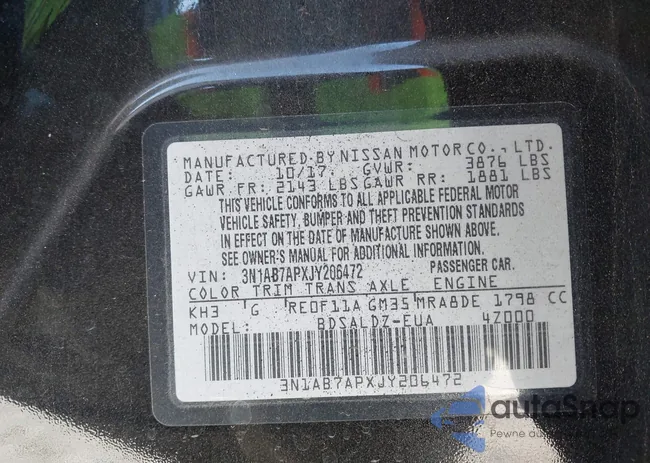 MANUFACTURED BY NISSAN MOTOR CO., LTD.
DATE: 10/17 GVWR: 3876 LBS
GAWR FR: 2143 LBS GAWR RR: 1881 LBS
THIS VEHICLE CONFORMS TO ALL APPLICABLE FEDERAL MOTOR
VEHICLE SAFETY, BUMPER AND THEFT PREVENTION STANDARDS
IN EFFECT ON THE DATE OF MANUFACTURE SHOWN ABOVE.
SEE OWNER'S MANUAL FOR ADDITIONAL INFORMATION.
VIN: 3N1AB7APXJY206472 PASSENGER CAR.
COLOR TRIM TRANS AXLE ENGINE
KH3 G RE0F11A GM35 MRA8DE 1798 CC
MODEL: BDSALDZ-EUA 4Z000
3N1AB7APXJY206472
autoSnap